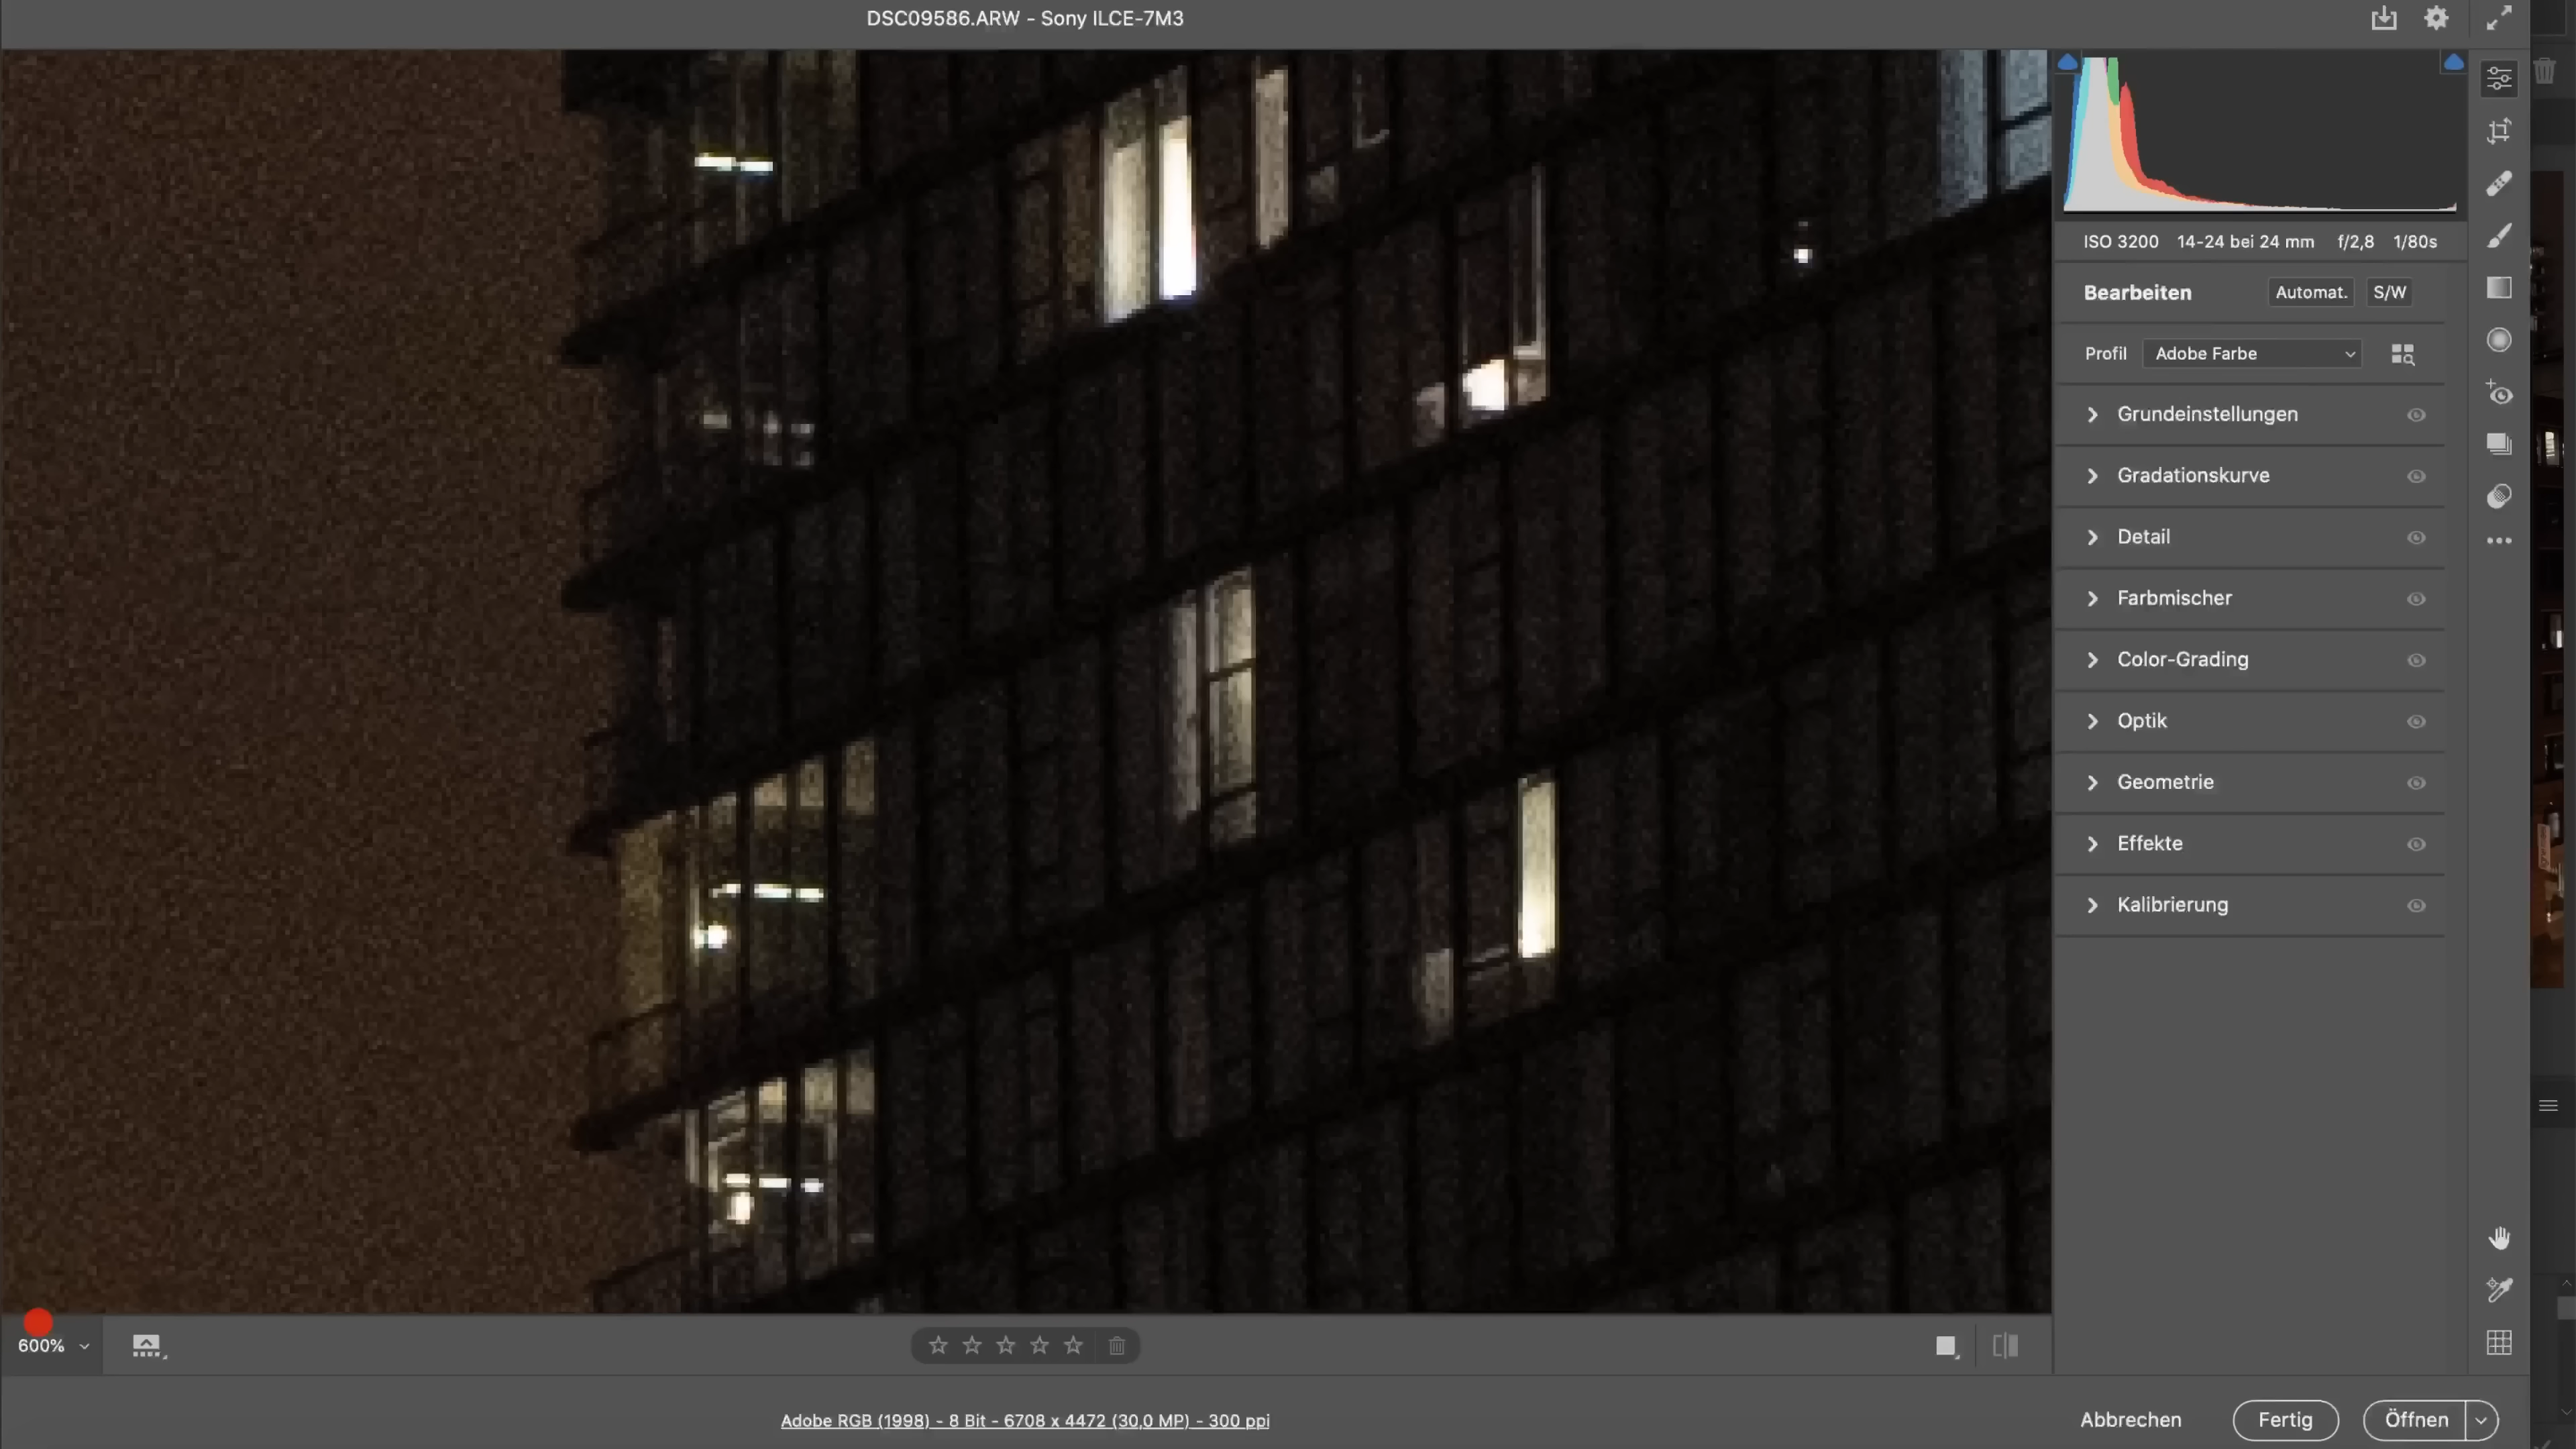 DSC09586.ARW - Sony ILCE-7M3
ISO 3200 14-24 bei 24 mm f/2,8 1/80s
Bearbeiten Automat. S/W
Profil Adobe Farbe
Grundeinstellungen
Gradationskurve
Detail
Farbmischer
Color-Grading
Optik
Geometrie
Effekte
Kalibrierung
600%
Adobe RGB (1998) - 8 Bit - 6708 x 4472 (30,0 MP) - 300 ppi
Abbrechen Fertig Öffnen